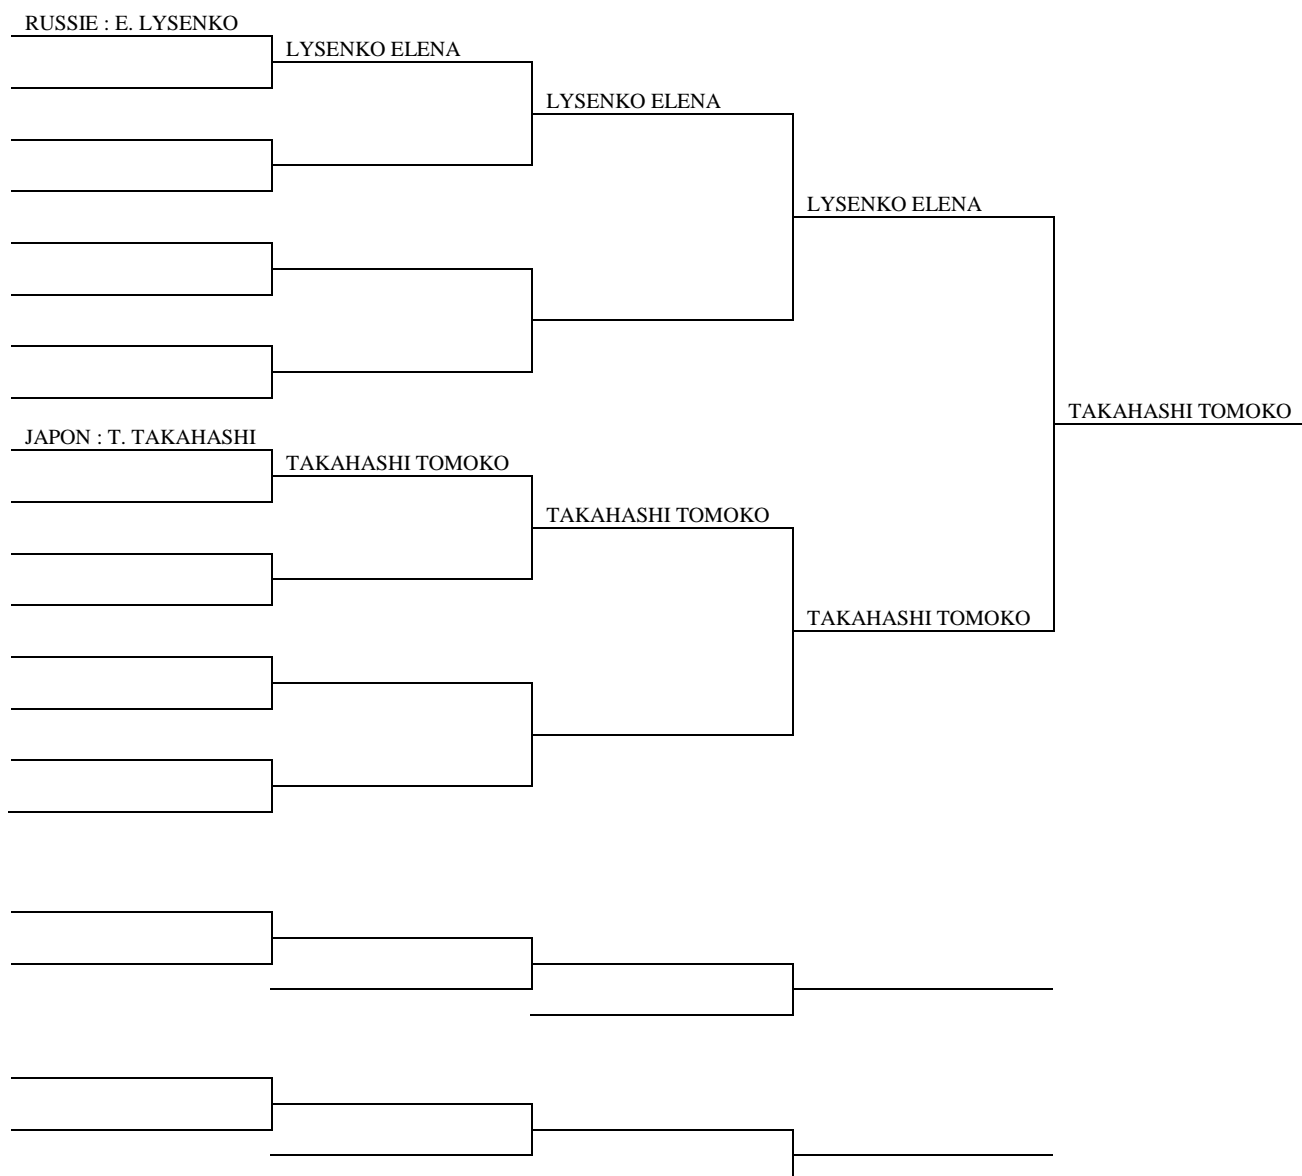 RUSSIE : E. LYSENKO
LYSENKO ELENA
LYSENKO ELENA
LYSENKO ELENA
TAKAHASHI TOMOKO
JAPON : T. TAKAHASHI
TAKAHASHI TOMOKO
TAKAHASHI TOMOKO
TAKAHASHI TOMOKO